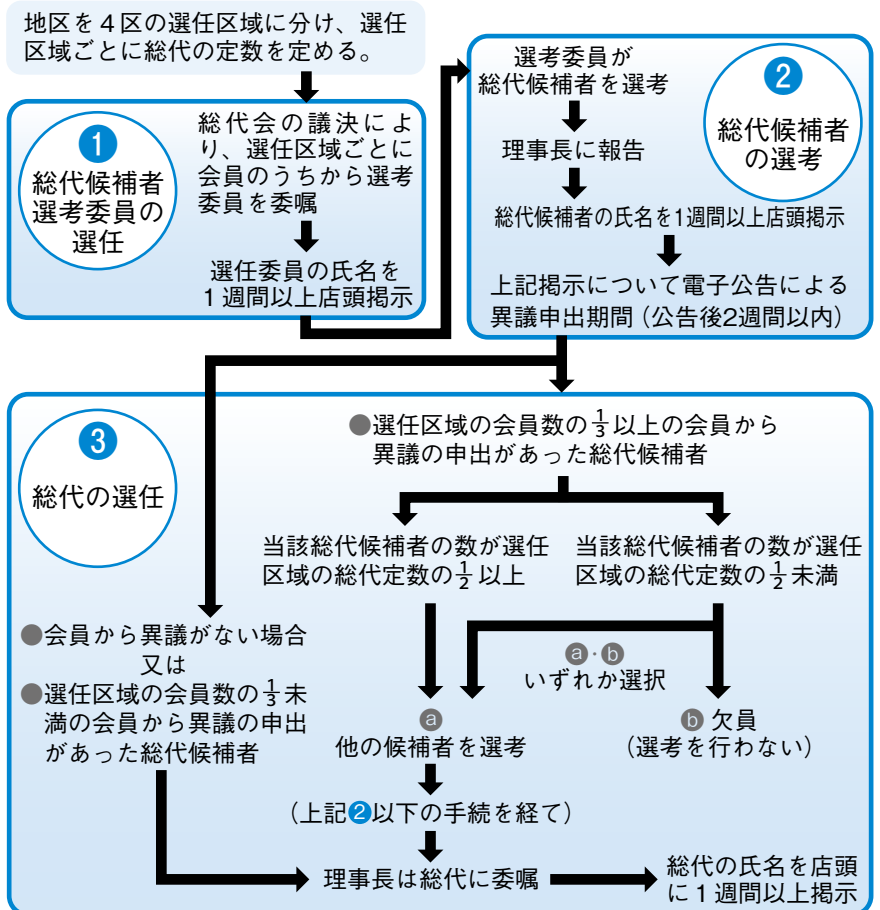 地区を4区の選任区域に分け、選任
区域ごとに総代の定数を定める。
1
総代候補者
選考委員の
選任
総代会の議決によ
り、選任区域ごとに
会員のうちから選考
委員を委嘱
選任委員の氏名を
1週間以上店頭掲示
2
総代候補者
の選考
選考委員が
総代候補者を選考
理事長に報告
総代候補者の氏名を1週間以上店頭掲示
上記掲示について電子公告による
異議申出期間(公告後2週間以内)
3
総代の選任
●選任区域の会員数の1/3以上の会員から
異議の申出があった総代候補者
当該総代候補者の数が選任
区域の総代定数の1/2以上
当該総代候補者の数が選任
区域の総代定数の1/2未満
●会員から異議がない場合
又は
●選任区域の会員数の1/3未
満の会員から異議の申出
があった総代候補者
ⓐ・ⓑ
いずれか選択
ⓐ
他の候補者を選考
ⓑ 欠員
(選考を行わない)
(上記❷以下の手続を経て)
理事長は総代に委嘱
総代の氏名を店頭
に1週間以上掲示